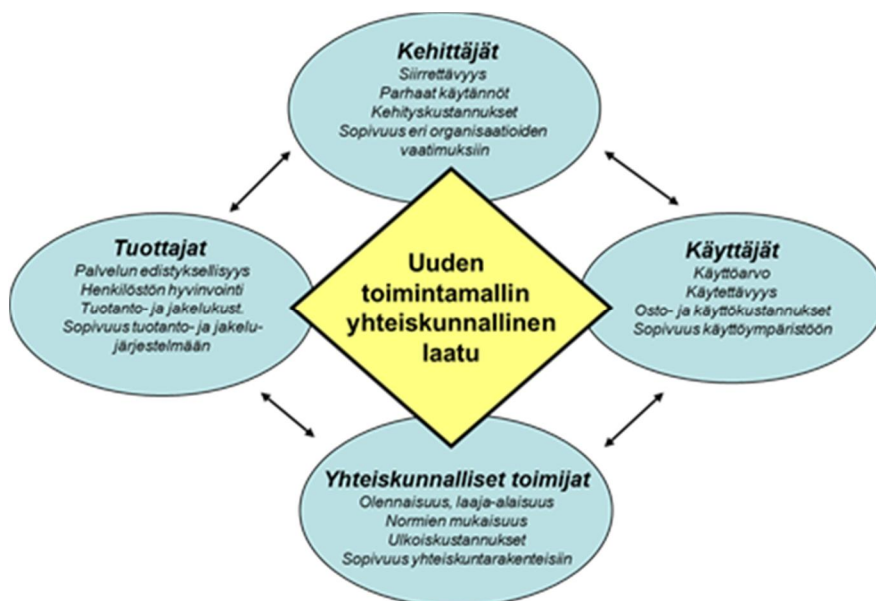 Kehittäjät
Siirrettävyys
Parhaat käytännöt
Kehityskustannukset
Sopivuus eri organisaatioiden
vaatimuksiin
Tuottajat
Palvelun edistyksellisyys
Henkilöstön hyvinvointi
Tuotanto- ja jakelukust.
Sopivuus tuotanto- ja jakelu-
järjestelmään
Uuden
toimintamallin
yhteiskunnallinen
laatu
Käyttäjät
Käyttöarvo
Käytettävyys
Osto- ja käyttökustannukset
Sopivuus käyttöympäristöön
Yhteiskunnalliset toimijat
Olennaisuus, laaja-alaisuus
Normien mukaisuus
Ulkoiskustannukset
Sopivuus yhteiskuntarakenteisiin